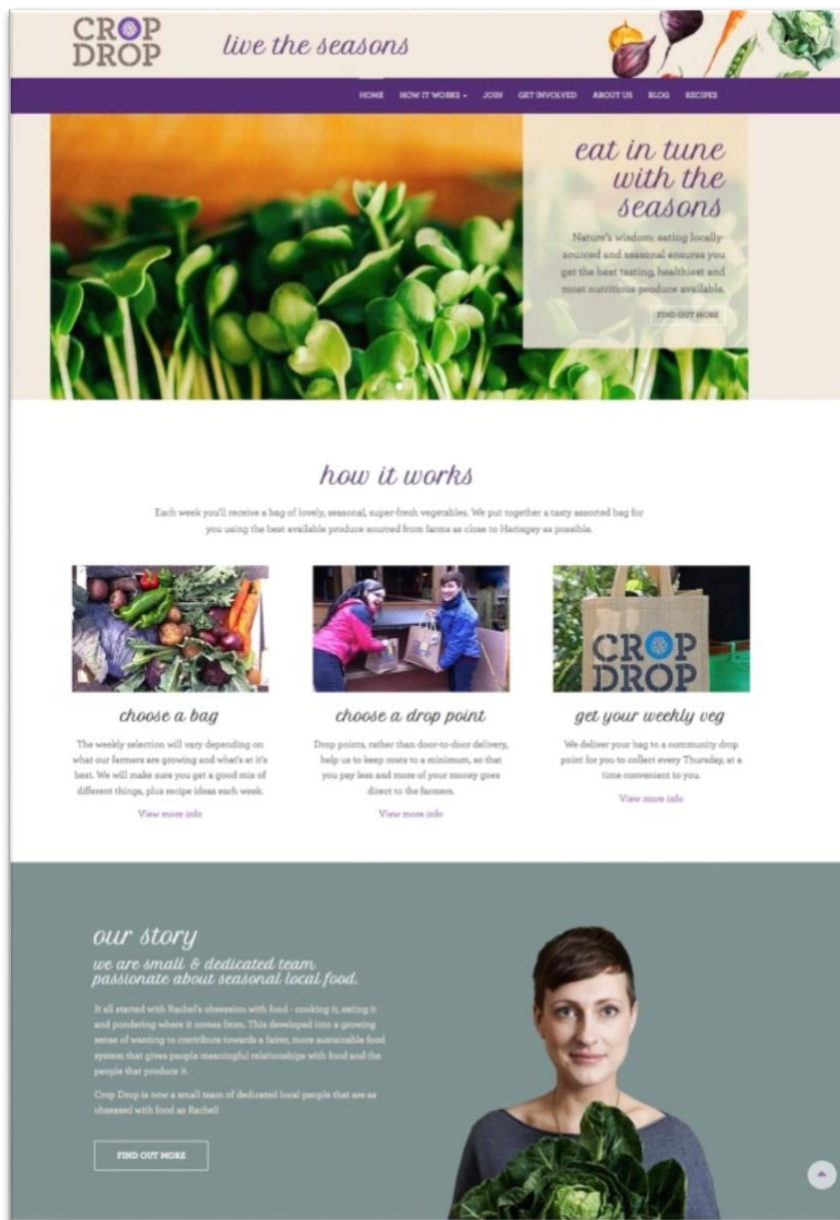 CROP
DROP
live the seasons
HOME HOW IT WORKS JOIN GET INVOLVED ABOUT US BLOG RECIPES
eat in tune
with the
seasons
Nature's wisdom: eating locally-
sourced and seasonal ensures you
get the best tasting, healthiest and
most nutritious produce available.
FIND OUT MORE
how it works
Each week you'll receive a bag of lovely, seasonal, super-fresh vegetables. We put together a tasty assorted bag for
you using the best available produce sourced from farms as close to Haringey as possible.
CROP
DROP
choose a bag
The weekly selection will vary depending on
what our farmers are growing and what's at it's
best. We will make sure you get a good mix of
different things, plus recipe ideas each week.
View more info
choose a drop point
Drop points, rather than door-to-door delivery,
help us to keep costs to a minimum, so that
you pay less and more of your money goes
direct to the farmers.
View more info
get your weekly veg
We deliver your bag to a community drop
point for you to collect every Thursday, at a
time convenient to you.
View more info
our story
we are small & dedicated team
passionate about seasonal local food.
It all started with Rachel's obsession with food - cooking it, eating it
and pondering where it comes from. This developed into a growing
sense of wanting to contribute towards a fairer, more sustainable food
system that gives people meaningful relationships with food and the
people that produce it.
Crop Drop is now a small team of dedicated local people that are as
obsessed with food as Rachel!
FIND OUT MORE